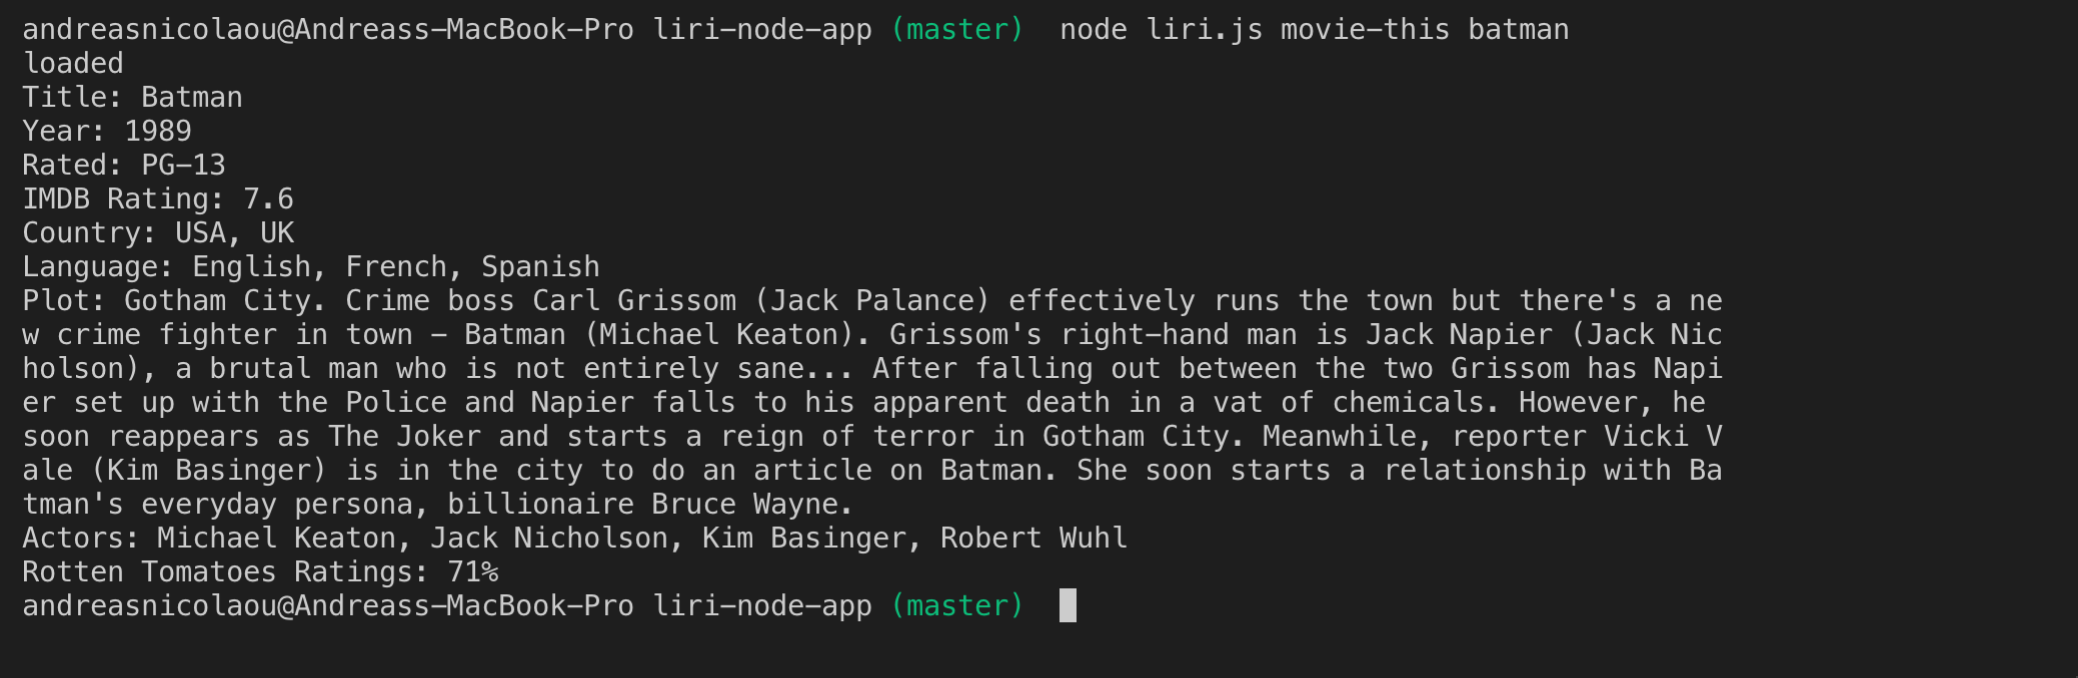 andreasnicolaou@Andreass-MacBook-Pro liri-node-app (master)  node liri.js movie-this batman
loaded
Title: Batman
Year: 1989
Rated: PG-13
IMDB Rating: 7.6
Country: USA, UK
Language: English, French, Spanish
Plot: Gotham City. Crime boss Carl Grissom (Jack Palance) effectively runs the town but there's a ne
w crime fighter in town - Batman (Michael Keaton). Grissom's right-hand man is Jack Napier (Jack Nic
holson), a brutal man who is not entirely sane... After falling out between the two Grissom has Napi
er set up with the Police and Napier falls to his apparent death in a vat of chemicals. However, he
soon reappears as The Joker and starts a reign of terror in Gotham City. Meanwhile, reporter Vicki V
ale (Kim Basinger) is in the city to do an article on Batman. She soon starts a relationship with Ba
tman's everyday persona, billionaire Bruce Wayne.
Actors: Michael Keaton, Jack Nicholson, Kim Basinger, Robert Wuhl
Rotten Tomatoes Ratings: 71%
andreasnicolaou@Andreass-MacBook-Pro liri-node-app (master)